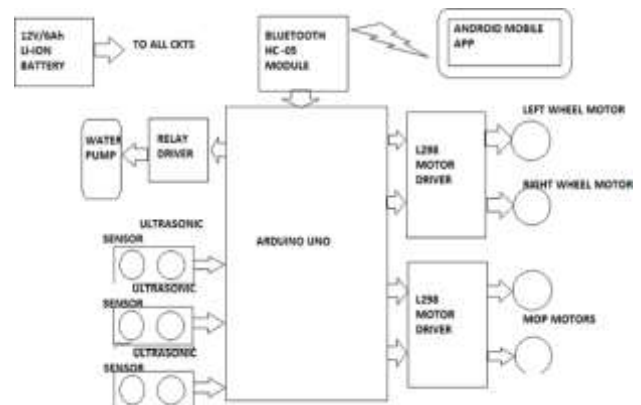 12V/6Ah
LI-ION
BATTERY
TO ALL CKTS
BLUETOOTH
HC -05
MODULE
ANDROID MOBILE
APP
WATER
PUMP
RELAY
DRIVER
ARDUINO UNO
L298
MOTOR
DRIVER
LEFT WHEEL MOTOR
RIGHT WHEEL MOTOR
ULTRASONIC
SENSOR
ULTRASONIC
SENSOR
ULTRASONIC
SENSOR
L298
MOTOR
DRIVER
MOP MOTORS